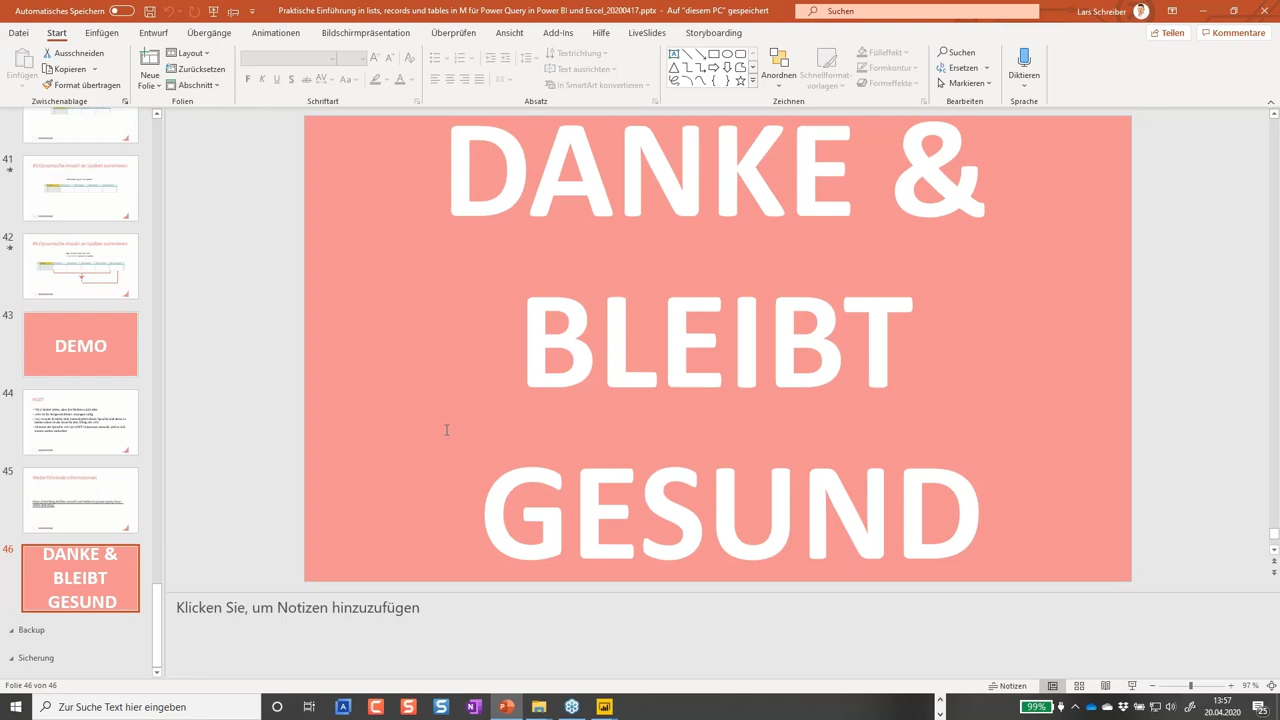 Automatisches Speichern
Praktische Einführung in lists, records und tables in M für Power Query in Power Bi und Excel_20200417.pptx - Auf "diesem PC" gespeichert
Suchen
Lars Schreiber
Datei Start Einfügen Entwurf Übergänge Animationen Bildschirmpräsentation Überprüfen Ansicht Add-Ins Hilfe LiveSlides Storyboarding
Teilen Kommentare
Einfügen
Ausschneiden
Kopieren
Format übertragen
Zwischenablage
Neue Folie
Layout
Zurücksetzen
Abschnitt
Folien
Schriftart
Textrichtung
Text ausrichten
In SmartArt konvertieren
Absatz
Anordnen
Schnellformat-
vorlagen
Fülleffekt
Formkontur
Formeffekte
Zeichnen
Suchen
Ersetzen
Markieren
Bearbeiten
Diktieren
Sprache
41
42
43
DEMO
44
45
Weiterführende Informationen
46
DANKE &
BLEIBT
GESUND
Backup
Sicherung
DANKE &
BLEIBT
GESUND
Klicken Sie, um Notizen hinzuzufügen
Folie 46 von 46
Notizen
97 %
Zur Suche Text hier eingeben
99%
13:57
20.04.2020
25